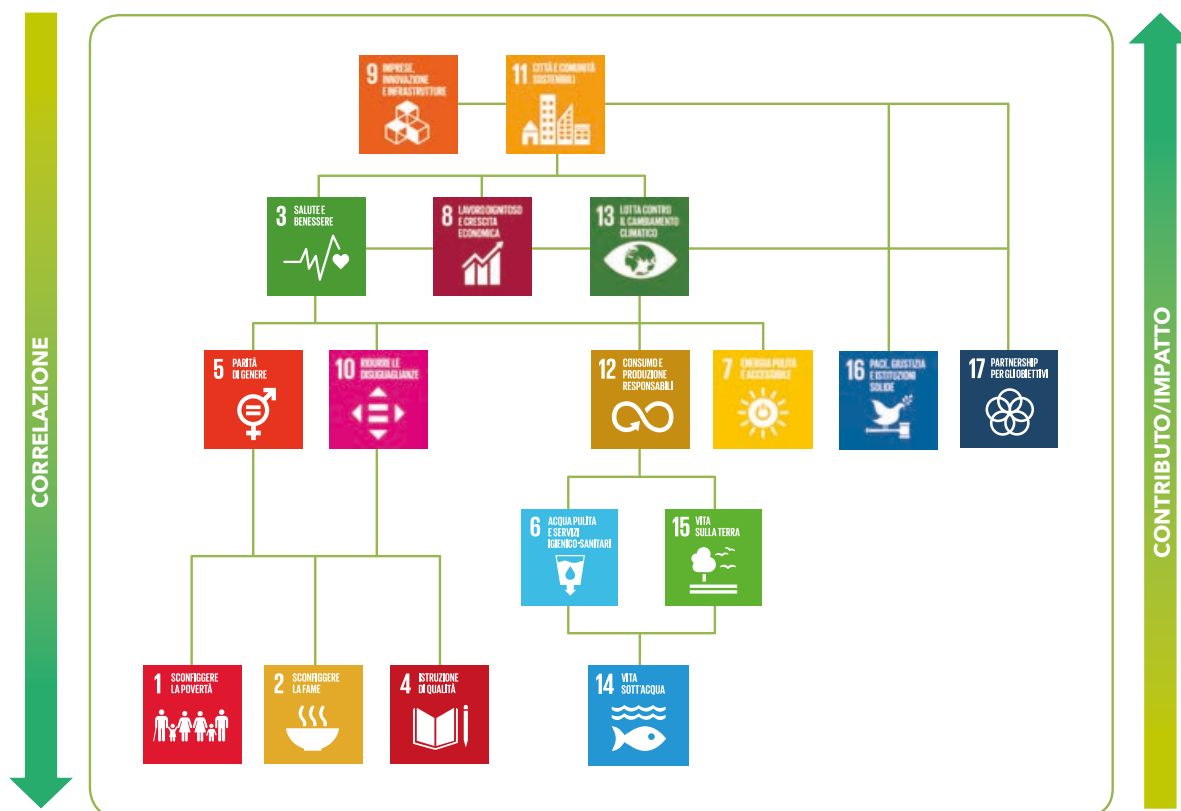 CORRELAZIONE
CONTRIBUTO/IMPATTO
9 IMPRESE,
INNOVAZIONE
E INFRASTRUTTURE
11 CITTÀ E COMUNITÀ
SOSTENIBILI
3 SALUTE E
BENESSERE
8 LAVORO DIGNITOSO
E CRESCITA
ECONOMICA
13 LOTTA CONTRO
IL CAMBIAMENTO
CLIMATICO
5 PARITÀ
DI GENERE
10 RIDURRE LE
DISUGUAGLIANZE
12 CONSUMO E
PRODUZIONE
RESPONSABILI
7 ENERGIA PULITA
E ACCESSIBILE
16 PACE, GIUSTIZIA
E ISTITUZIONI
SOLIDE
17 PARTNERSHIP
PER GLI OBIETTIVI
6 ACQUA PULITA
E SERVIZI
IGIENICO-SANITARI
15 VITA
SULLA TERRA
1 SCONFIGGERE
LA POVERTÀ
2 SCONFIGGERE
LA FAME
4 ISTRUZIONE
DI QUALITÀ
14 VITA
SOTT'ACQUA